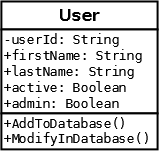 User
-userId: String
+firstName: String
+lastName: String
+active: Boolean
+admin: Boolean
+AddToDatabase()
+ModifyInDatabase()